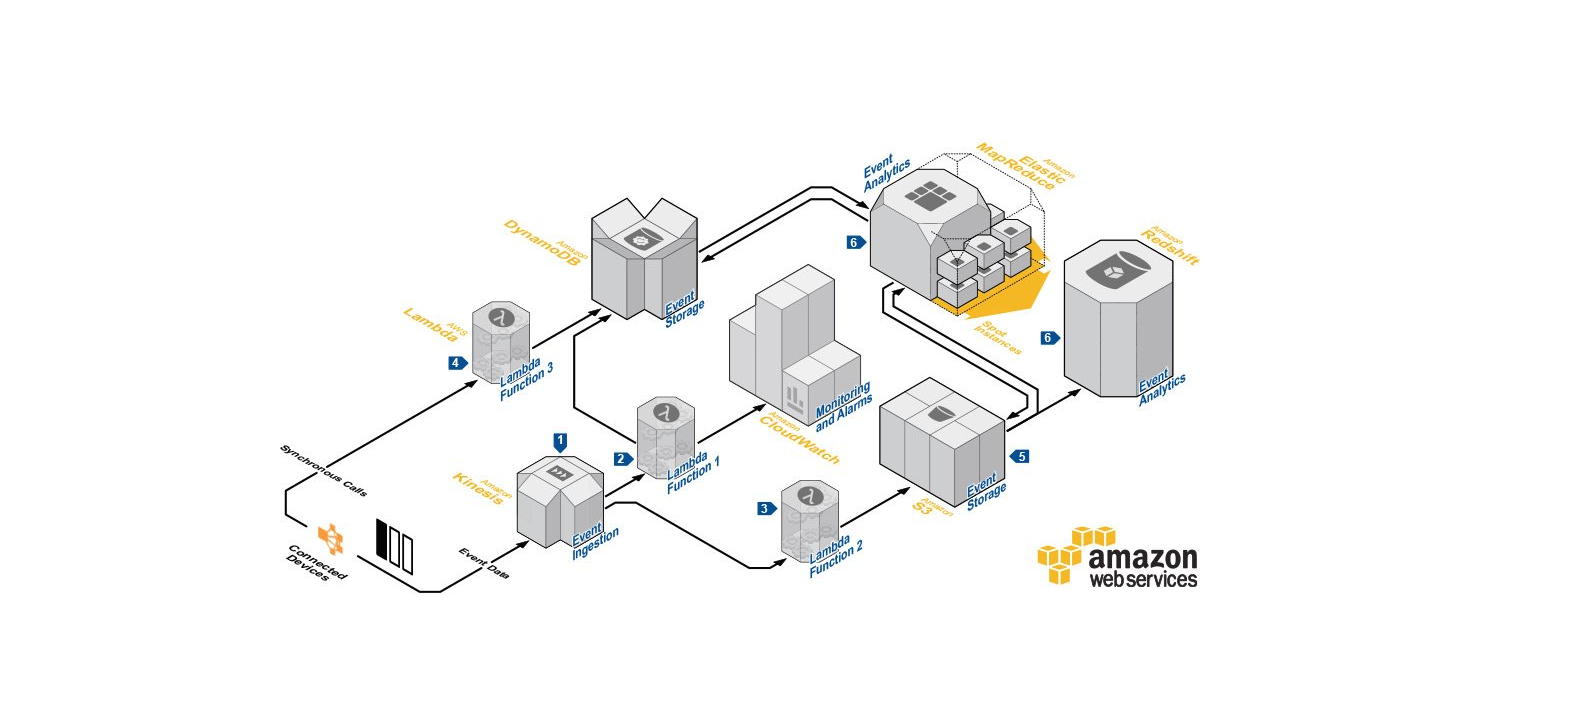 Event
Analytics
Amazon
Elastic
MapReduce
6
Spot
Instances
Amazon
Redshift
6
Event
Analytics
Amazon
DynamoDB
Event
Storage
AWS
Lambda
4
Lambda
Function 3
Monitoring
and Alarms
Amazon
CloudWatch
2
Lambda
Function 1
1
Amazon
Kinesis
Event
Ingestion
3
Lambda
Function 2
5
Event
Storage
Amazon
S3
Synchronous Calls
Connected
Devices
Event Data
amazon
web services